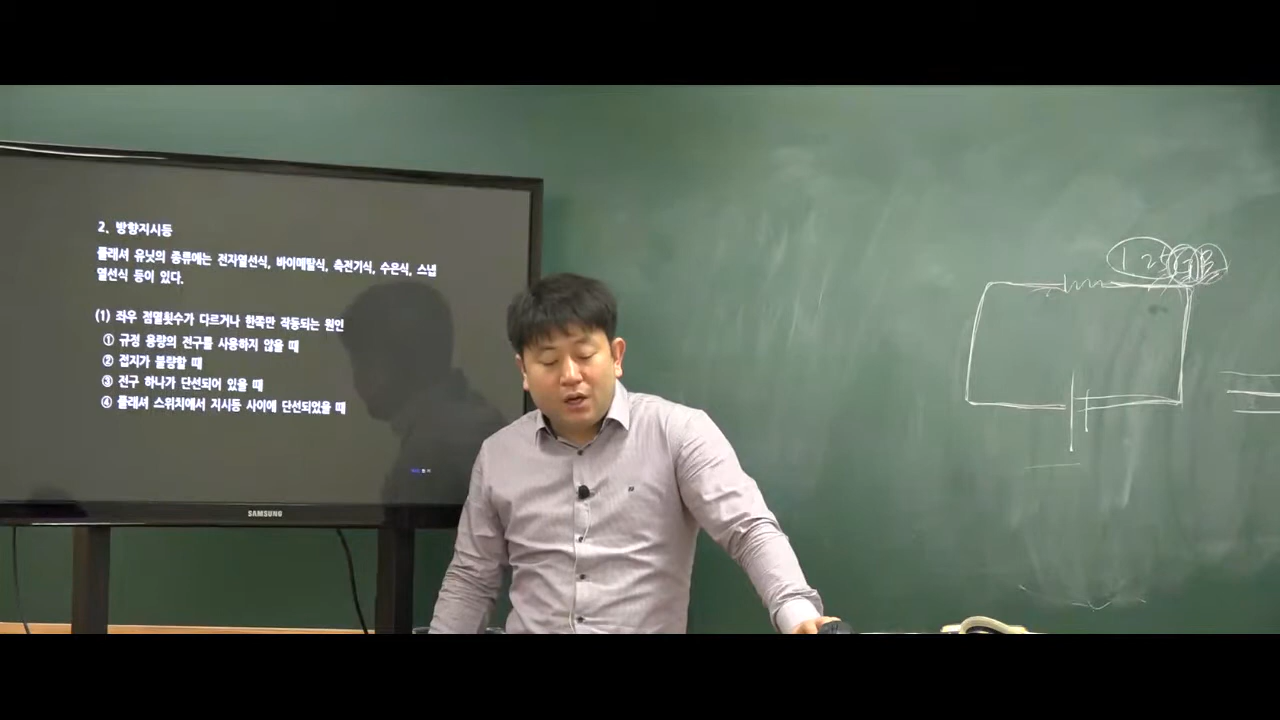 2. 방향지시등
플래셔 유닛의 종류에는 전자열선식, 바이메탈식, 축전기식, 수은식, 스냅
열선식 등이 있다.
(1) 좌우 점멸횟수가 다르거나 한쪽만 작동되는 원인
① 규정 용량의 전구를 사용하지 않을 때
② 접지가 불량할 때
③ 전구 하나가 단선되어 있을 때
④ 플래셔 스위치에서 지시등 사이에 단선되었을 때
SAMSUNG